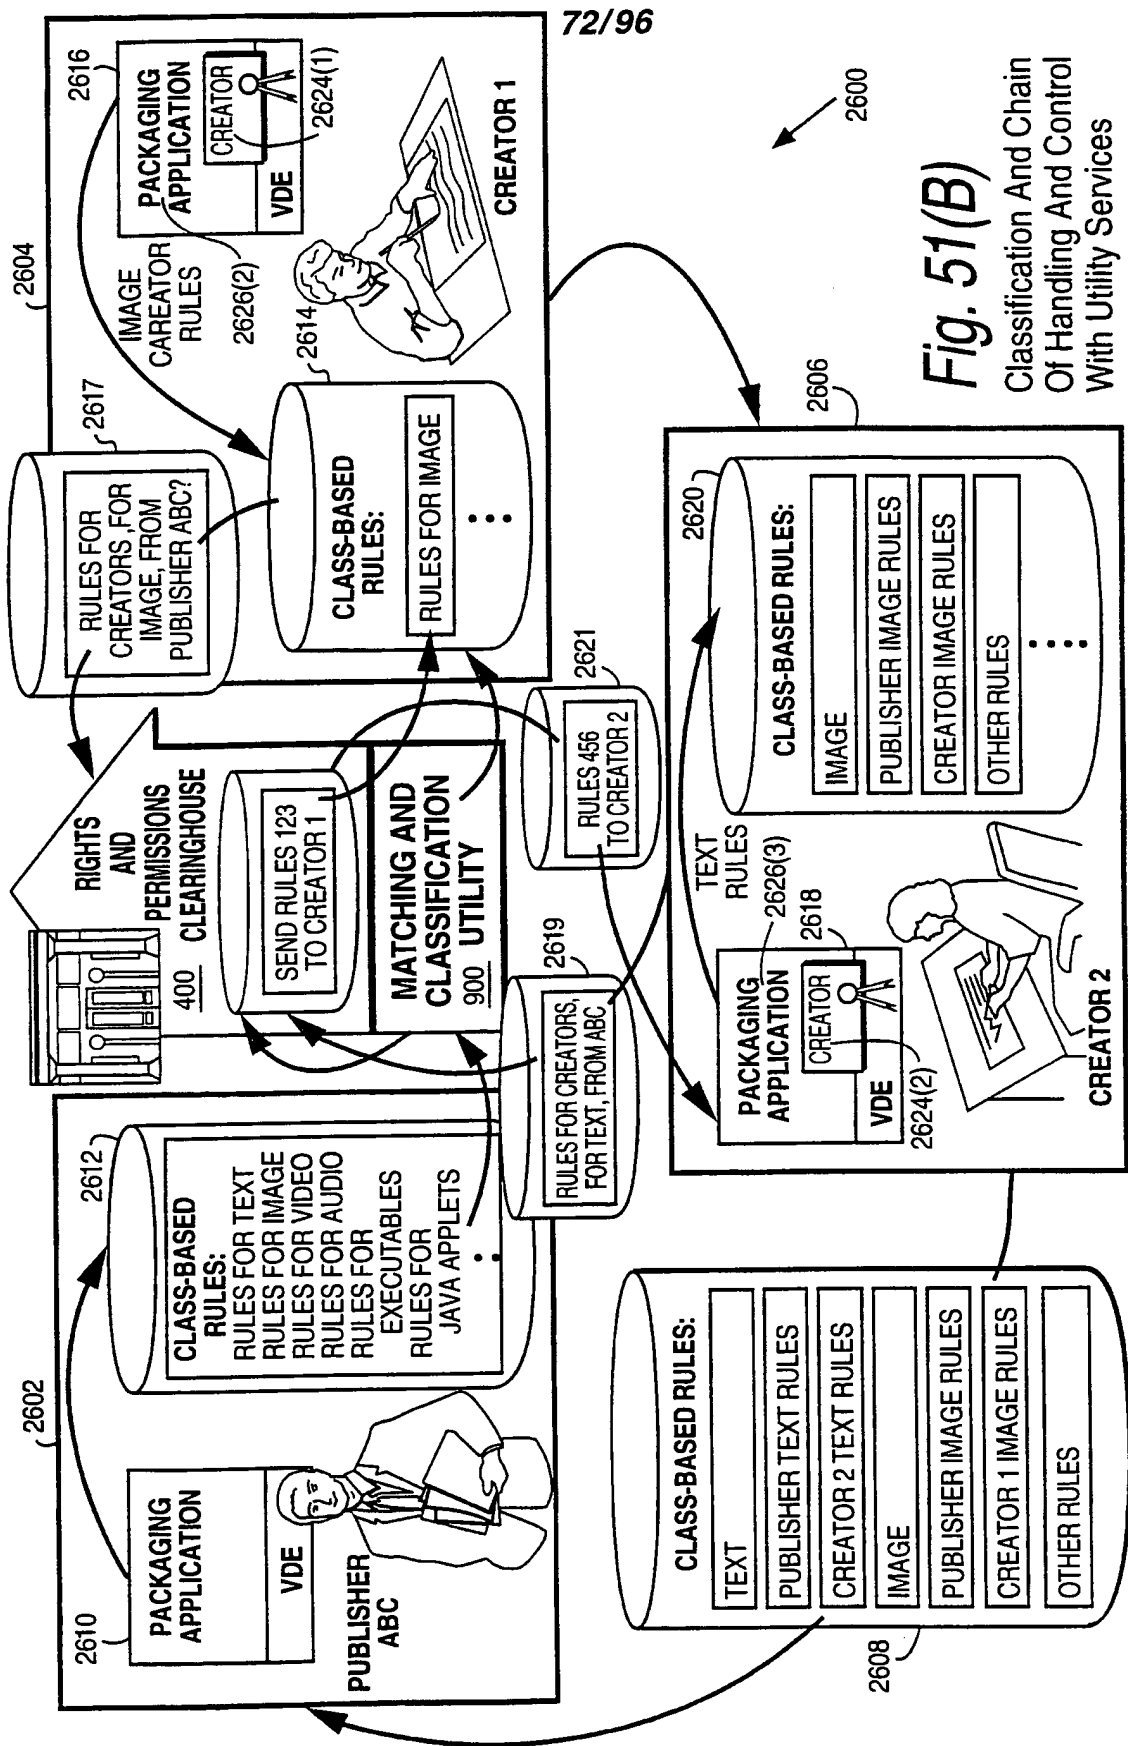 72/96
2602
2610
PACKAGING
APPLICATION
VDE
PUBLISHER
ABC
2612
CLASS-BASED
RULES:
RULES FOR TEXT
RULES FOR IMAGE
RULES FOR VIDEO
RULES FOR AUDIO
RULES FOR
EXECUTABLES
RULES FOR
JAVA APPLETS
RIGHTS
AND
PERMISSIONS
CLEARINGHOUSE
400
SEND RULES 123
TO CREATOR 1
MATCHING AND
CLASSIFICATION
900 UTILITY
2617
RULES FOR
CREATORS ,FOR
IMAGE, FROM
PUBLISHER ABC?
2604
IMAGE
CAREATOR
RULES
2626(2)
2616
PACKAGING
APPLICATION
CREATOR
VDE
2624(1)
2614
CLASS-BASED
RULES:
RULES FOR IMAGE
CREATOR 1
2619
RULES FOR CREATORS,
FOR TEXT, FROM ABC
2621
RULES 456
TO CREATOR 2
2608
CLASS-BASED RULES:
TEXT
PUBLISHER TEXT RULES
CREATOR 2 TEXT RULES
IMAGE
PUBLISHER IMAGE RULES
CREATOR 1 IMAGE RULES
OTHER RULES
PACKAGING
APPLICATION
2626(3)
CREATOR
2618
VDE
2624(2)
TEXT
RULES
CREATOR 2
2620
CLASS-BASED RULES:
IMAGE
PUBLISHER IMAGE RULES
CREATOR IMAGE RULES
OTHER RULES
2606
2600
Fig. 51(B)
Classification And Chain
Of Handling And Control
With Utility Services